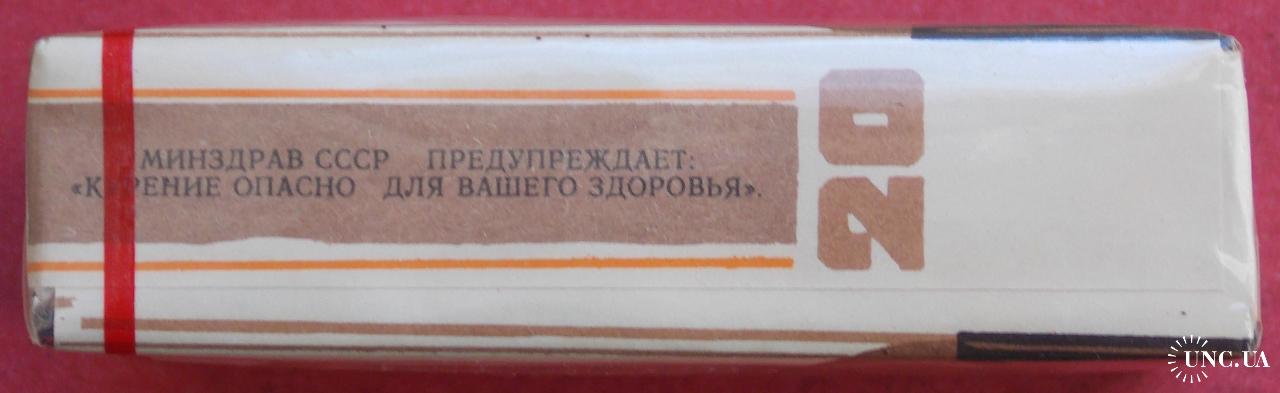 МИНЗДРАВ СССР ПРЕДУПРЕЖДАЕТ:
«КУРЕНИЕ ОПАСНО ДЛЯ ВАШЕГО ЗДОРОВЬЯ».
20
UNC.UA